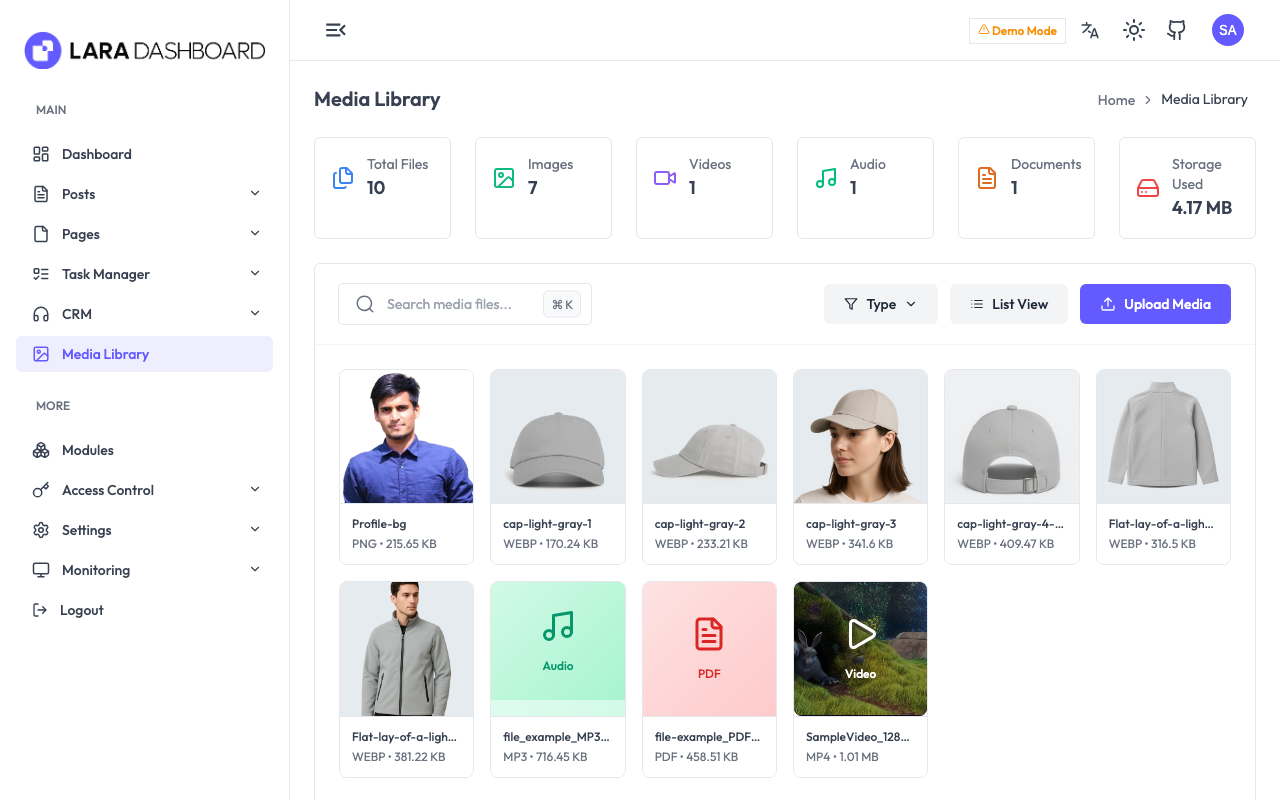 LARA DASHBOARD
MAIN
Dashboard
Posts
Pages
Task Manager
CRM
Media Library
MORE
Modules
Access Control
Settings
Monitoring
Logout
Demo Mode
SA
Media Library
Home
Media Library
Total Files
10
Images
7
Videos
1
Audio
1
Documents
1
Storage
Used
4.17 MB
Search media files...
⌘ K
Type
List View
Upload Media
Profile-bg
PNG • 215.65 KB
cap-light-gray-1
WEBP • 170.24 KB
cap-light-gray-2
WEBP • 233.21 KB
cap-light-gray-3
WEBP • 341.6 KB
cap-light-gray-4-...
WEBP • 409.47 KB
Flat-lay-of-a-ligh...
WEBP • 316.5 KB
Flat-lay-of-a-ligh...
WEBP • 381.22 KB
Audio
file_example_MP3...
MP3 • 716.45 KB
PDF
file-example_PDF...
PDF • 458.51 KB
Video
SampleVideo_128...
MP4 • 1.01 MB